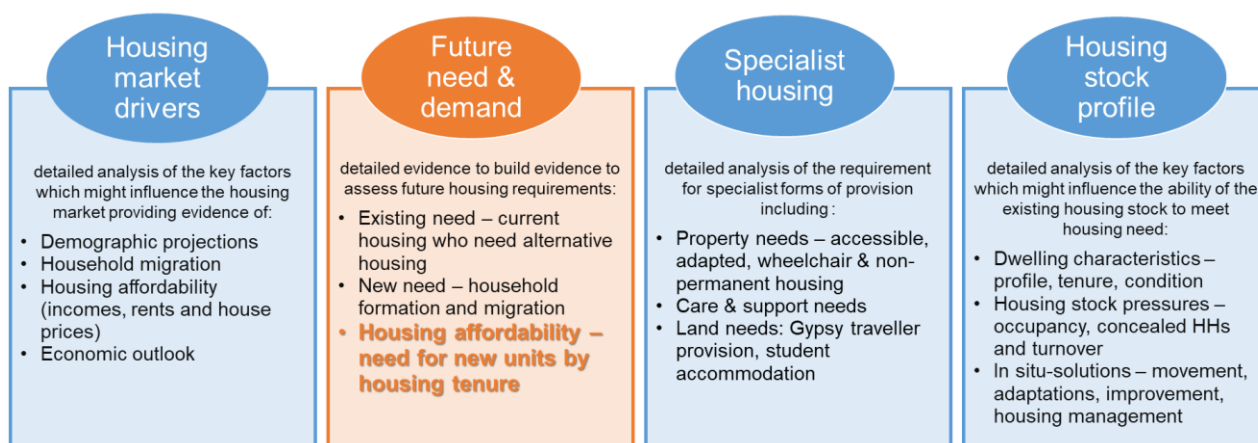 Housing
market
drivers
detailed analysis of the key factors
which might influence the housing
market providing evidence of:
• Demographic projections
• Household migration
• Housing affordability
(incomes, rents and house
prices)
• Economic outlook
Future
need &
demand
detailed evidence to build evidence to
assess future housing requirements:
• Existing need – current
housing who need alternative
housing
• New need – household
formation and migration
• Housing affordability –
need for new units by
housing tenure
Specialist
housing
detailed analysis of the requirement
for specialist forms of provision
including :
• Property needs – accessible,
adapted, wheelchair & non-
permanent housing
• Care & support needs
• Land needs: Gypsy traveller
provision, student
accommodation
Housing
stock
profile
detailed analysis of the key factors
which might influence the ability of the
existing housing stock to meet
housing need:
• Dwelling characteristics –
profile, tenure, condition
• Housing stock pressures –
occupancy, concealed HHs
and turnover
• In situ-solutions – movement,
adaptations, improvement,
housing management